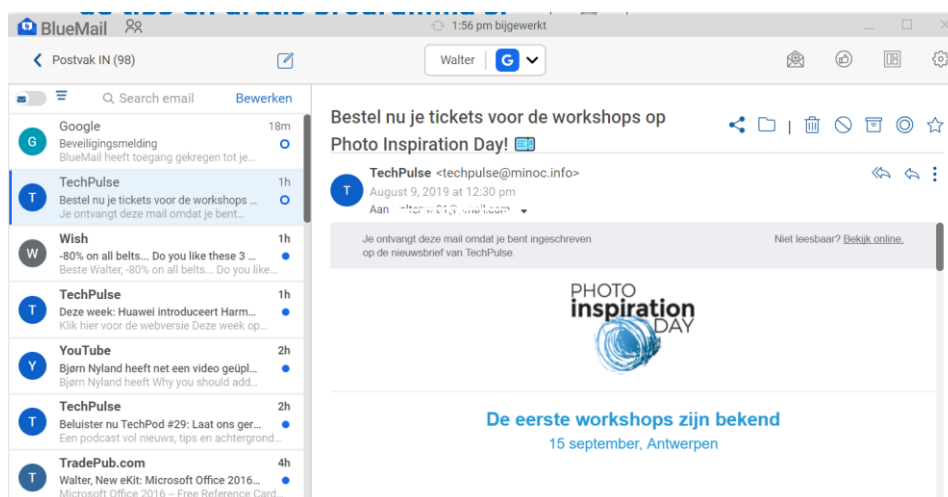 BlueMail
1:56 pm bijgewerkt
Postvak IN (98)
Walter
G
Search email
Bewerken
G
Google
18m
Beveiligingsmelding
BlueMail heeft toegang gekregen tot je...
T
TechPulse
1h
Bestel nu je tickets voor de workshops ...
Je ontvangt deze mail omdat je bent...
W
Wish
1h
-80% on all belts... Do you like these 3 ...
Beste Walter, -80% on all belts... Do you like...
T
TechPulse
1h
Deze week: Huawei introduceert Harm...
Klik hier voor de webversie Deze week op...
Y
YouTube
2h
Bjørn Nyland heeft net een video geüpl...
Bjørn Nyland heeft Why you should add...
T
TechPulse
2h
Beluister nu TechPod #29: Laat ons ger...
Een podcast vol nieuws, tips en achtergrond...
T
TradePub.com
4h
Walter, New eKit: Microsoft Office 2016...
Microsoft Office 2016 – Free Reference Card...
Bestel nu je tickets voor de workshops op
Photo Inspiration Day!
T
TechPulse <techpulse@minoc.info>
August 9, 2019 at 12:30 pm
Aan
Je ontvangt deze mail omdat je bent ingeschreven
op de nieuwsbrief van TechPulse.
Niet leesbaar? Bekijk online.
PHOTO
inspiration
DAY
De eerste workshops zijn bekend
15 september, Antwerpen